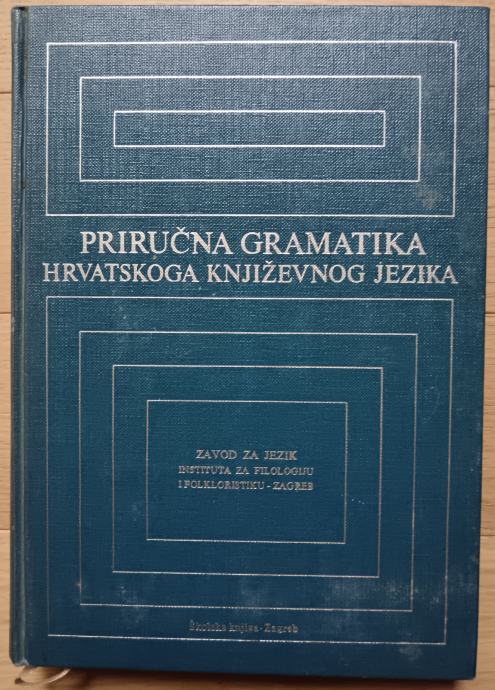 PRIRUČNA GRAMATIKA
HRVATSKOGA KNJIŽEVNOG JEZIKA
ZAVOD ZA JEZIK
INSTITUTA ZA FILOLOGIJU
I FOLKLORISTIKU - ZAGREB
Školska knjiga · Zagreb